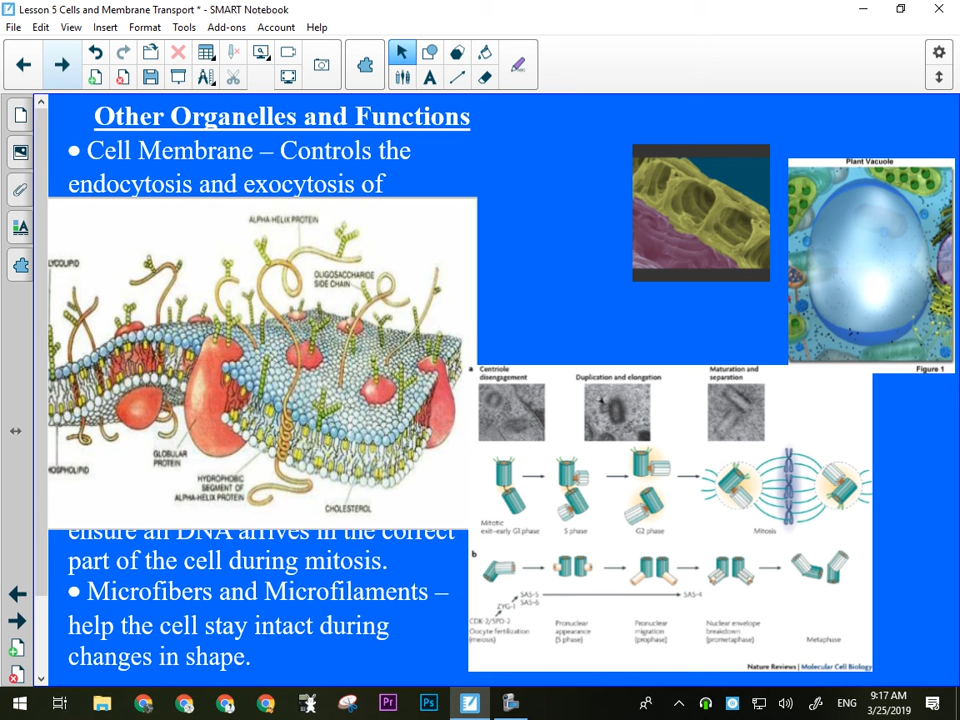 Lesson 5 Cells and Membrane Transport * - SMART Notebook
File Edit View Insert Format Tools Add-ons Account Help
Other Organelles and Functions
• Cell Membrane – Controls the
endocytosis and exocytosis of
ALPHA-HELIX PROTEIN
LYCOLIPID
OLIGOSACCHARIDE
SIDE CHAIN
GLOBULAR
PROTEIN
HOSPHOLIPID
HYDROPHOBIC
SEGMENT OF
ALPHA-HELIX PROTEIN
CHOLESTEROL
ensure all DNA arrives in the correct
part of the cell during mitosis.
• Microfibers and Microfilaments –
help the cell stay intact during
changes in shape.
Plant Vacuole
Figure 1
a Centriole
disengagement
Duplication and elongation
Maturation and
separation
Mitotic
exit–early G1 phase
S phase
G2 phase
Mitosis
b
SAS-5
SAS-6
SAS-4
ZYG-1
CDK-2/SPD-2
Oocyte fertilization
(meiosis)
Pronuclear
appearance
(S phase)
Pronuclear
migration
(prophase)
Nuclear envelope
breakdown
(prometaphase)
Metaphase
Nature Reviews | Molecular Cell Biology
ENG
9:17 AM
3/25/2019